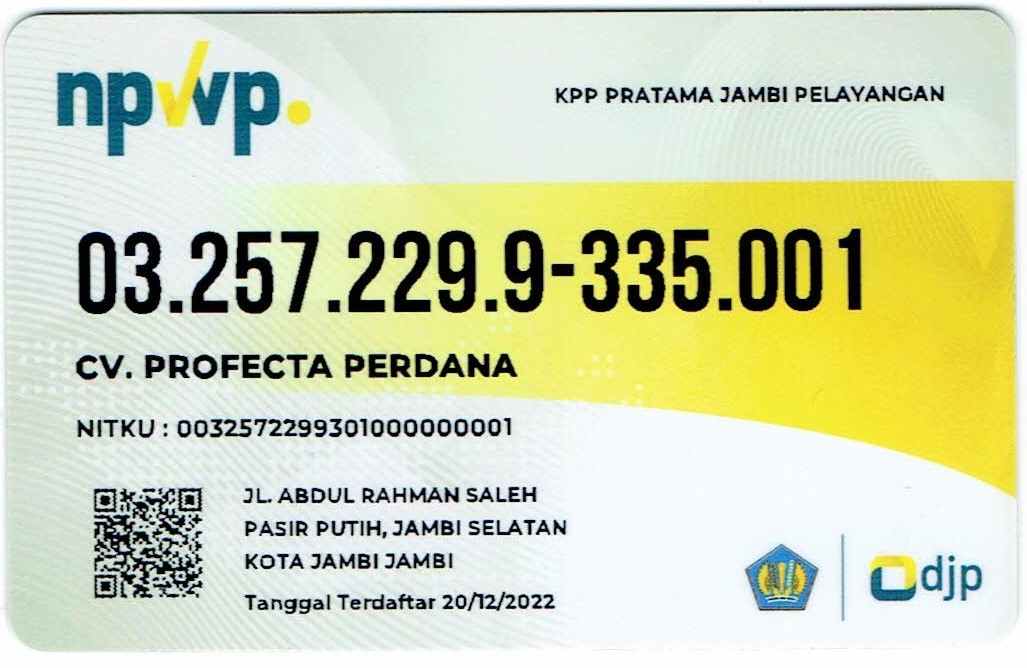 npwp.
KPP PRATAMA JAMBI PELAYANGAN
03.257.229.9-335.001
CV. PROFECTA PERDANA
NITKU : 0032572299301000000001
JL. ABDUL RAHMAN SALEH
PASIR PUTIH, JAMBI SELATAN
KOTA JAMBI JAMBI
Tanggal Terdaftar 20/12/2022
djp